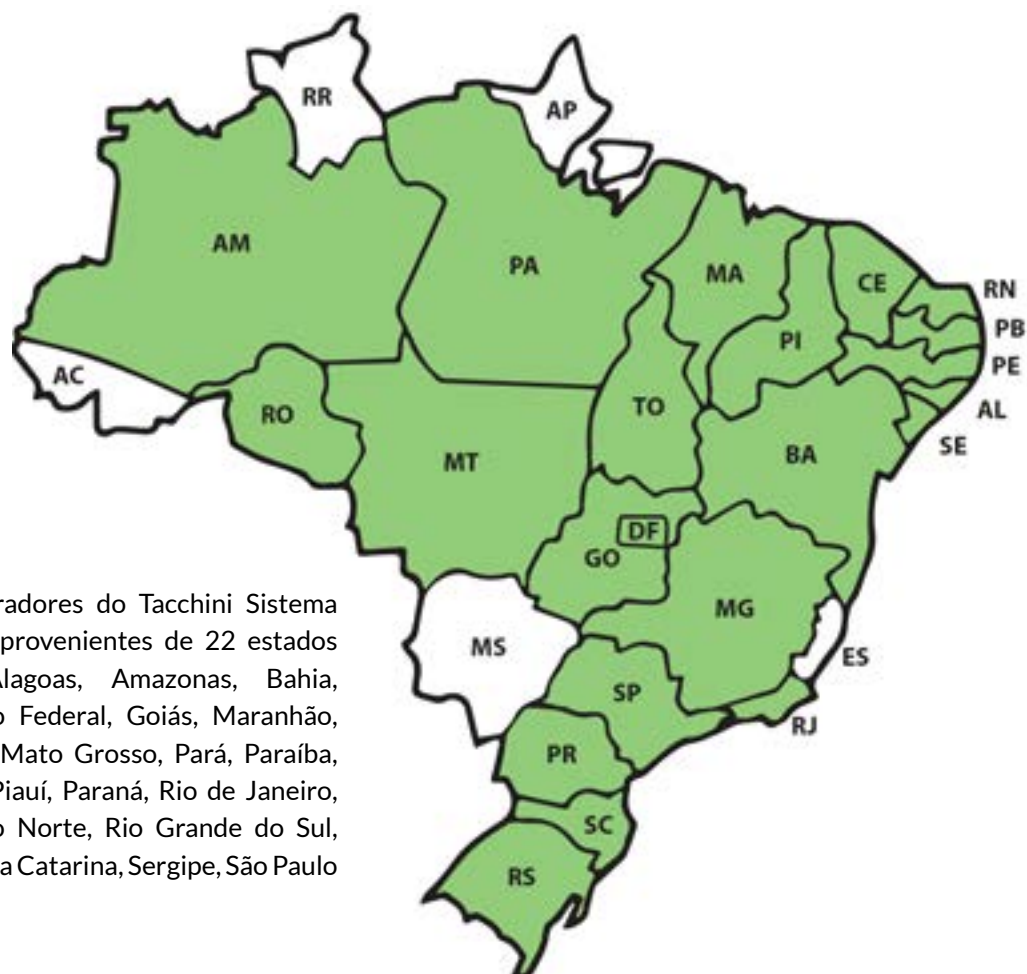 RR
AP
AM
PA
MA
CE
RN
PB
PE
AL
SE
PI
AC
RO
TO
MT
BA
DF
GO
MG
MS
ES
SP
RJ
PR
SC
RS
radores do Tacchini Sistema
provenientes de 22 estados
lagoas, Amazonas, Bahia,
Federal, Goiás, Maranhão,
Mato Grosso, Pará, Paraíba,
Piauí, Paraná, Rio de Janeiro,
Norte, Rio Grande do Sul,
a Catarina, Sergipe, São Paulo